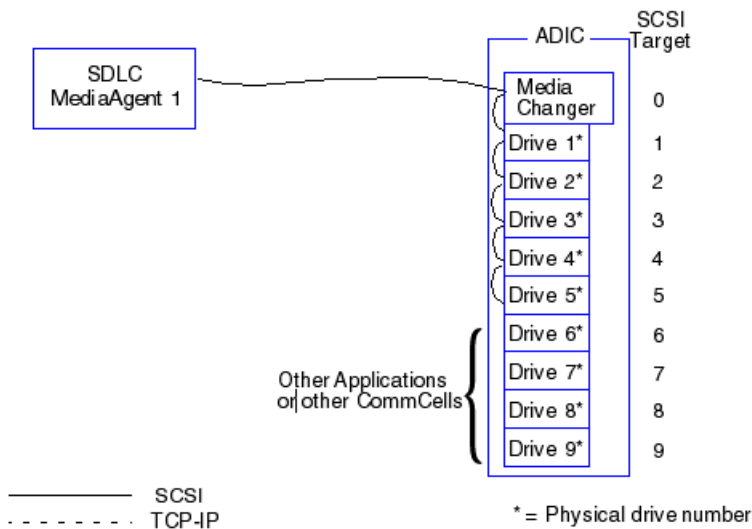 SCSI
Target
ADIC
SDLC
MediaAgent 1
Media
Changer
0
Drive 1* 1
Drive 2* 2
Drive 3* 3
Drive 4* 4
Drive 5* 5
Drive 6* 6
Drive 7* 7
Drive 8* 8
Drive 9* 9
Other Applications
or other CommCells
SCSI
TCP-IP
* = Physical drive number